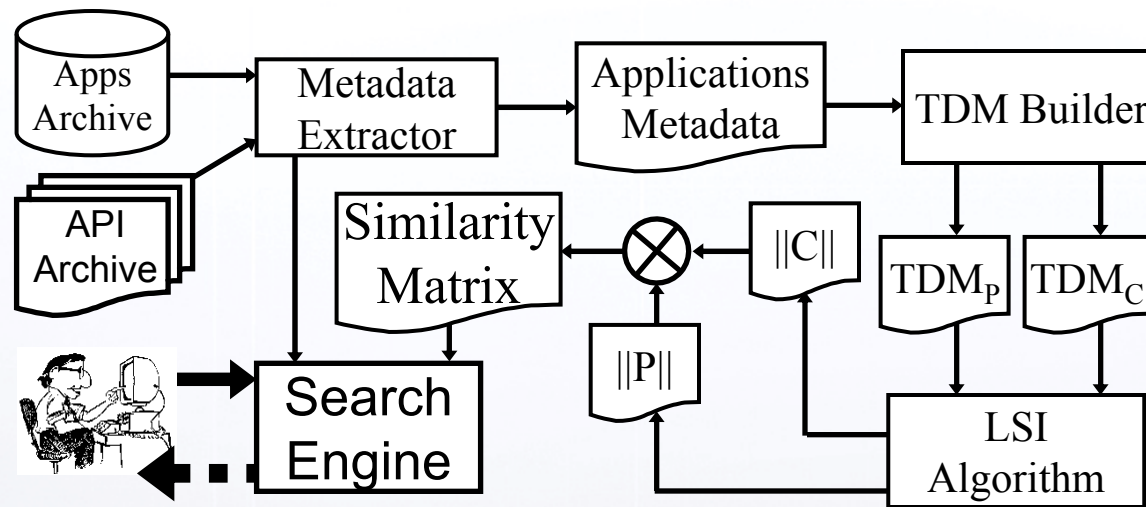 Apps
Archive
Metadata
Extractor
Applications
Metadata
TDM Builder
API
Archive
Similarity
Matrix
||C||
TDM_P
TDM_C
||P||
Search
Engine
LSI
Algorithm